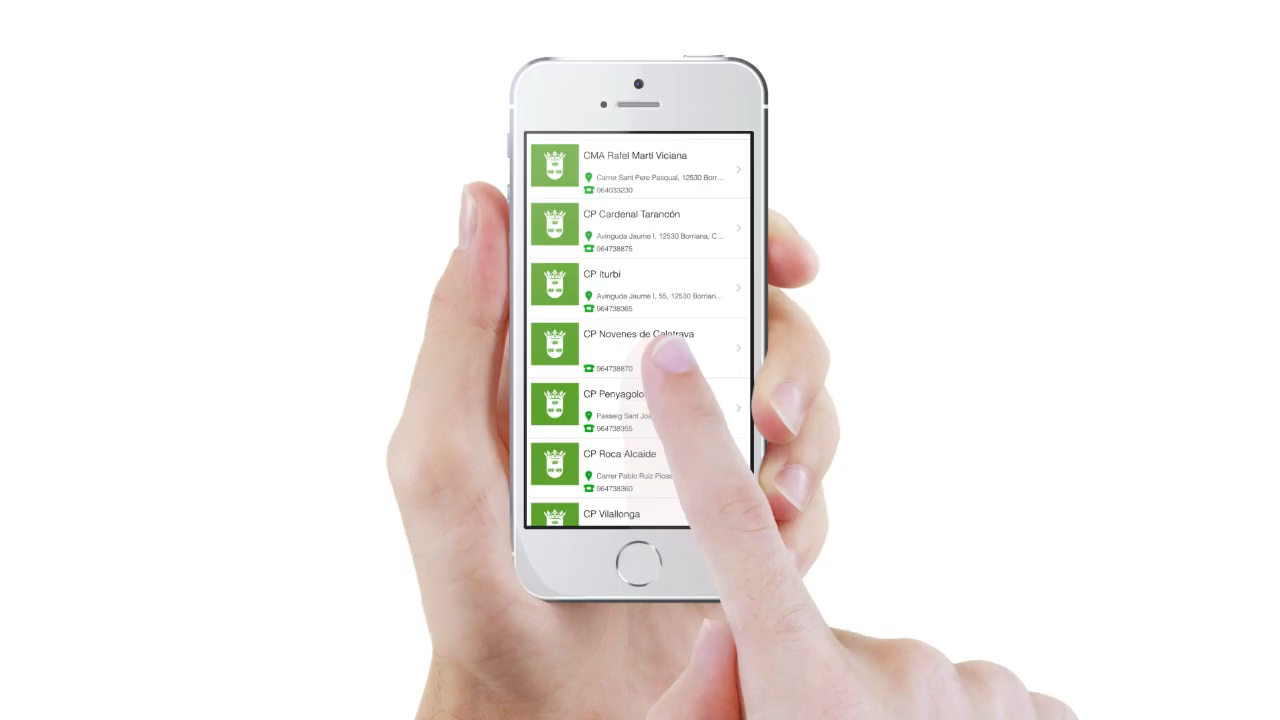 CMA Rafel Martí Viciana
Carrer Sant Pere Pasqual, 12530 Borr...
964033230
CP Cardenal Tarancón
Avinguda Jaume I, 12530 Borriana, C...
964738875
CP Iturbi
Avinguda Jaume I, 55, 12530 Borrian...
964738365
CP Novenes de Calatrava
964738870
CP Penyagolo
Passeig Sant Joa
964738355
CP Roca Alcaide
Carrer Pablo Ruiz Picas
964738360
CP Vilallonga